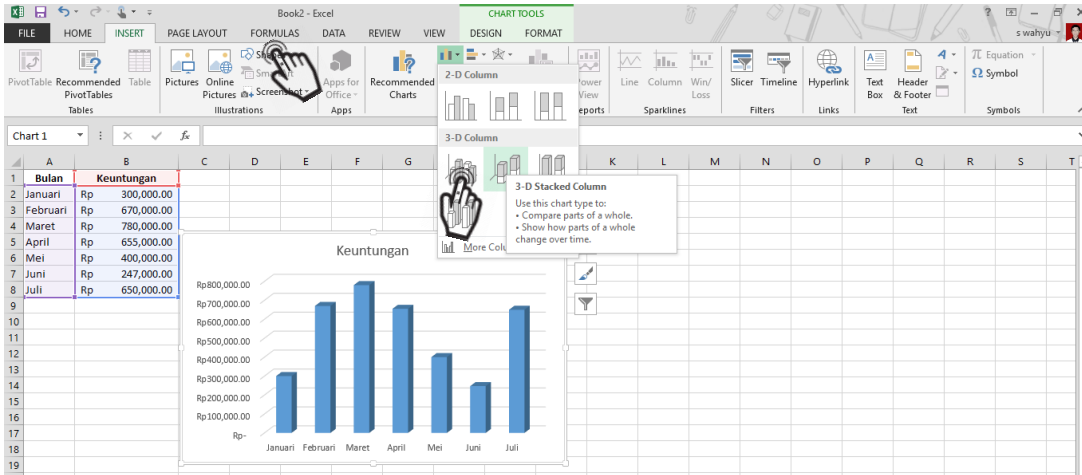 Book2 - Excel
CHART TOOLS
?
FILE HOME INSERT PAGE LAYOUT FORMULAS DATA REVIEW VIEW DESIGN FORMAT
s wahyu
PivotTable
Recommended
PivotTables
Table
Tables
Pictures
Online
Pictures
Screenshot
Illustrations
Apps for
Office
Apps
Recommended
Charts
Line
Column
Win/
Loss
Sparklines
Slicer
Timeline
Filters
Hyperlink
Links
Text
Box
Header
& Footer
Text
π Equation
Ω Symbol
Symbols
2-D Column
3-D Column
3-D Stacked Column
Use this chart type to:
• Compare parts of a whole.
• Show how parts of a whole
change over time.
More
Chart 1
fx
A B C D E F G K L M N O P Q R S T
1 Bulan Keuntungan
2 Januari Rp 300,000.00
3 Februari Rp 670,000.00
4 Maret Rp 780,000.00
5 April Rp 655,000.00
6 Mei Rp 400,000.00
7 Juni Rp 247,000.00
8 Juli Rp 650,000.00
9
10
11
12
13
14
15
16
17
18
19
Keuntungan
Rp800,000.00
Rp700,000.00
Rp600,000.00
Rp500,000.00
Rp400,000.00
Rp300,000.00
Rp200,000.00
Rp100,000.00
Rp-
Januari Februari Maret April Mei Juni Juli